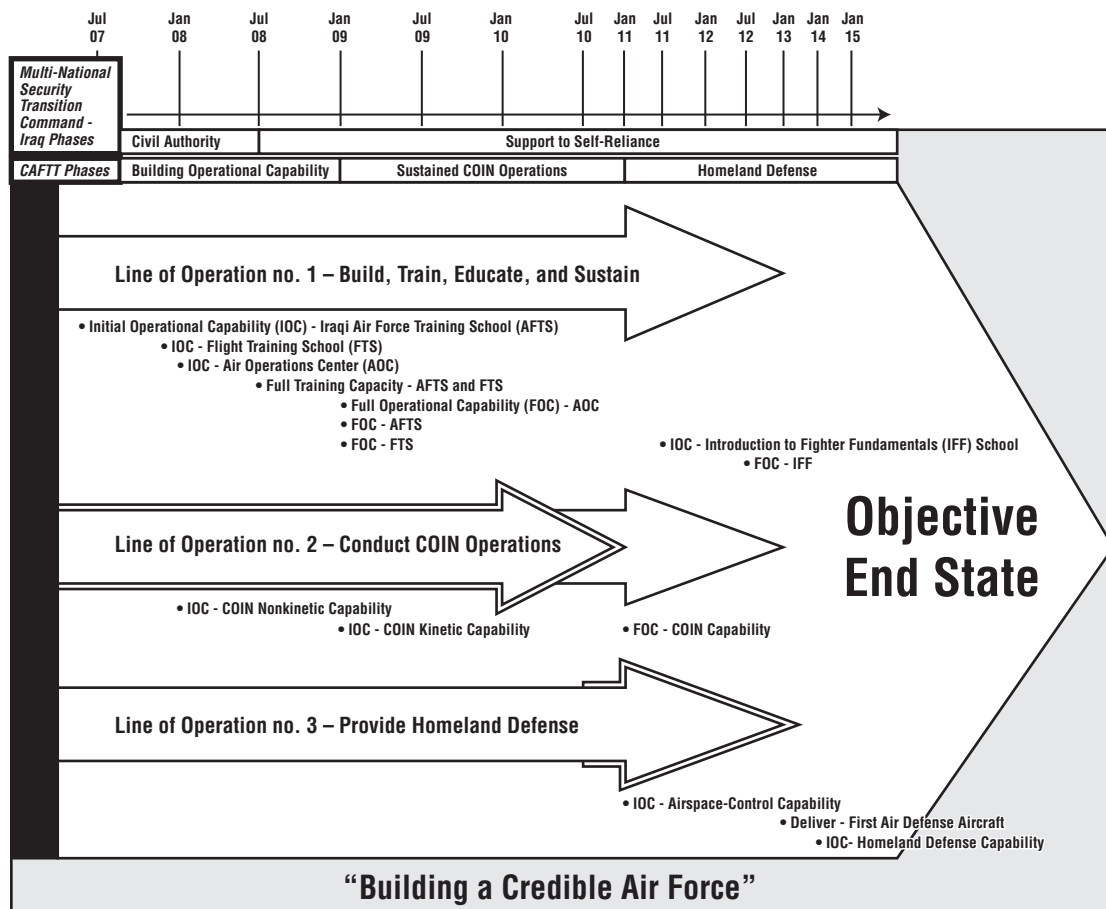 Jul 07
Jan 08
Jul 08
Jan 09
Jul 09
Jan 10
Jul 10
Jan 11
Jul 11
Jan 12
Jul 12
Jan 13
Jan 14
Jan 15
Multi-National
Security
Transition
Command -
Iraq Phases
Civil Authority
Support to Self-Reliance
CAFTT Phases
Building Operational Capability
Sustained COIN Operations
Homeland Defense
Line of Operation no. 1 – Build, Train, Educate, and Sustain
• Initial Operational Capability (IOC) - Iraqi Air Force Training School (AFTS)
• IOC - Flight Training School (FTS)
• IOC - Air Operations Center (AOC)
• Full Training Capacity - AFTS and FTS
• Full Operational Capability (FOC) - AOC
• FOC - AFTS
• FOC - FTS
• IOC - Introduction to Fighter Fundamentals (IFF) School
• FOC - IFF
Line of Operation no. 2 – Conduct COIN Operations
• IOC - COIN Nonkinetic Capability
• IOC - COIN Kinetic Capability
• FOC - COIN Capability
Objective
End State
Line of Operation no. 3 – Provide Homeland Defense
• IOC - Airspace-Control Capability
• Deliver - First Air Defense Aircraft
• IOC- Homeland Defense Capability
“Building a Credible Air Force”